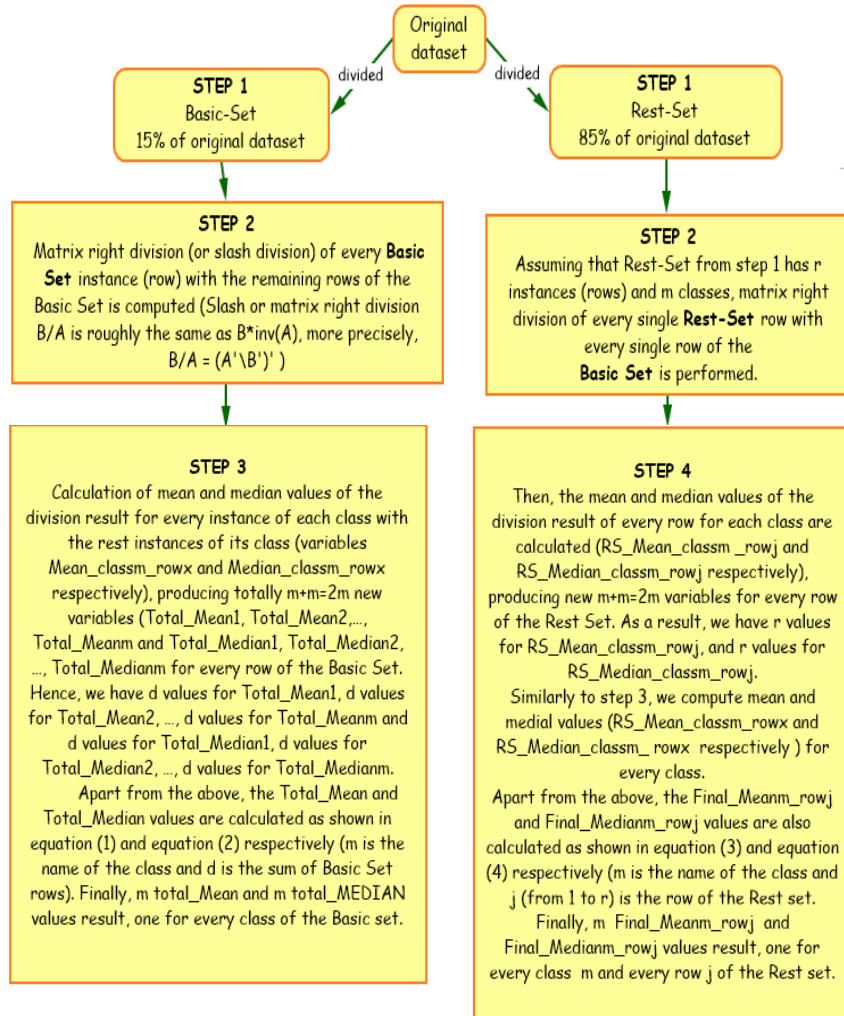 Original
dataset
divided
divided
STEP 1
Basic-Set
15% of original dataset
STEP 1
Rest-Set
85% of original dataset
STEP 2
Matrix right division (or slash division) of every Basic
Set instance (row) with the remaining rows of the
Basic Set is computed (Slash or matrix right division
B/A is roughly the same as B*inv(A), more precisely,
B/A = (A'\B')' )
STEP 2
Assuming that Rest-Set from step 1 has r
instances (rows) and m classes, matrix right
division of every single Rest-Set row with
every single row of the
Basic Set is performed.
STEP 3
Calculation of mean and median values of the
division result for every instance of each class with
the rest instances of its class (variables
Mean_classm_rowx and Median_classm_rowx
respectively), producing totally m+m=2m new
variables (Total_Mean1, Total_Mean2,...,
Total_Meanm and Total_Median1, Total_Median2,
..., Total_Medianm for every row of the Basic Set.
Hence, we have d values for Total_Mean1, d values
for Total_Mean2, ..., d values for Total_Meanm and
d values for Total_Median1, d values for
Total_Median2, ..., d values for Total_Medianm.
Apart from the above, the Total_Mean and
Total_Median values are calculated as shown in
equation (1) and equation (2) respectively (m is the
name of the class and d is the sum of Basic Set
rows). Finally, m total_Mean and m total_MEDIAN
values result, one for every class of the Basic set.
STEP 4
Then, the mean and median values of the
division result of every row for each class are
calculated (RS_Mean_classm _rowj and
RS_Median_classm_rowj respectively),
producing new m+m=2m variables for every row
of the Rest Set. As a result, we have r values
for RS_Mean_classm_rowj, and r values for
RS_Median_classm_rowj.
Similarly to step 3, we compute mean and
medial values (RS_Mean_classm_rowx and
RS_Median_classm_ rowx respectively ) for
every class.
Apart from the above, the Final_Meanm_rowj
and Final_Medianm_rowj values are also
calculated as shown in equation (3) and equation
(4) respectively (m is the name of the class and
j (from 1 to r) is the row of the Rest set.
Finally, m Final_Meanm_rowj and
Final_Medianm_rowj values result, one for
every class m and every row j of the Rest set.